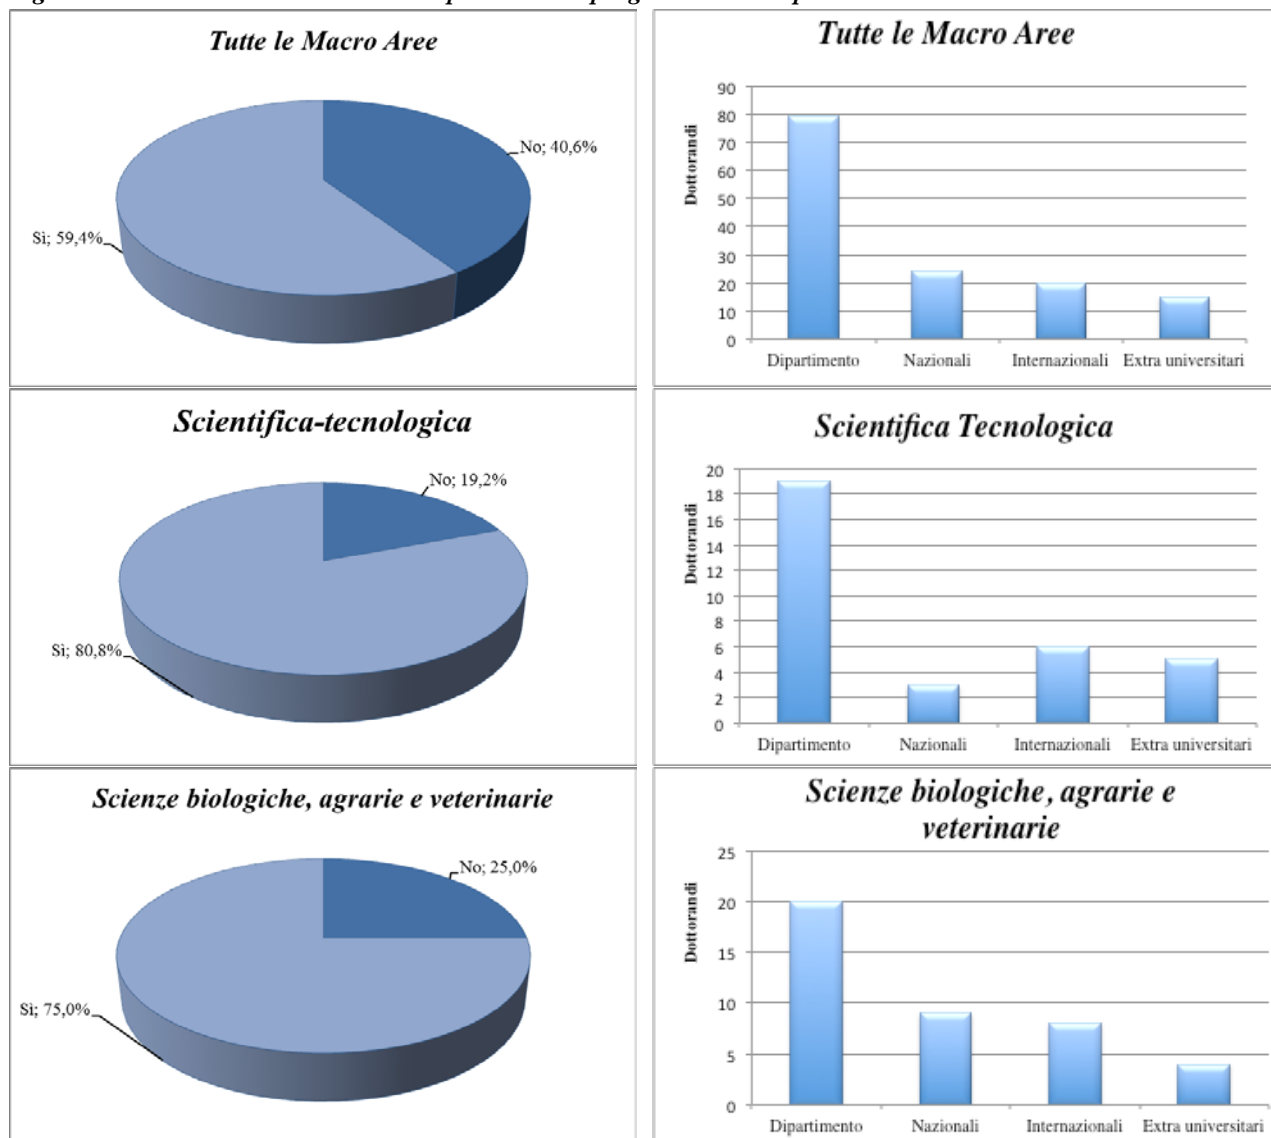 Tutte le Macro Aree
No; 40,6%
Sì; 59,4%
Tutte le Macro Aree
Dottorandi
90
80
70
60
50
40
30
20
10
0
Dipartimento Nazionali Internazionali Extra universitari
Scientifica-tecnologica
No; 19,2%
Sì; 80,8%
Scientifica Tecnologica
Dottorandi
20
18
16
14
12
10
8
6
4
2
0
Dipartimento Nazionali Internazionali Extra universitari
Scienze biologiche, agrarie e veterinarie
No; 25,0%
Sì; 75,0%
Scienze biologiche, agrarie e
veterinarie
Dottorandi
25
20
15
10
5
0
Dipartimento Nazionali Internazionali Extra universitari